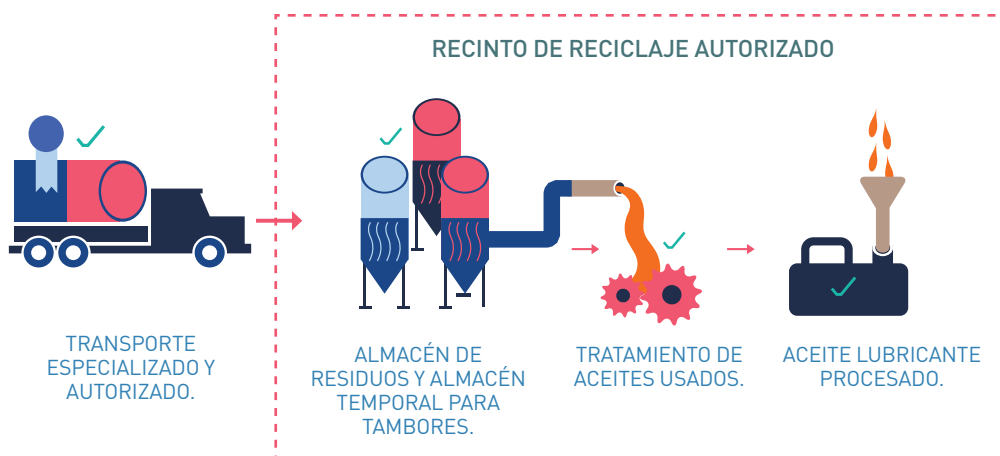 RECINTO DE RECICLAJE AUTORIZADO
TRANSPORTE
ESPECIALIZADO Y
AUTORIZADO.
ALMACÉN DE
RESIDUOS Y ALMACÉN
TEMPORAL PARA
TAMBORES.
TRATAMIENTO DE
ACEITES USADOS.
ACEITE LUBRICANTE
PROCESADO.